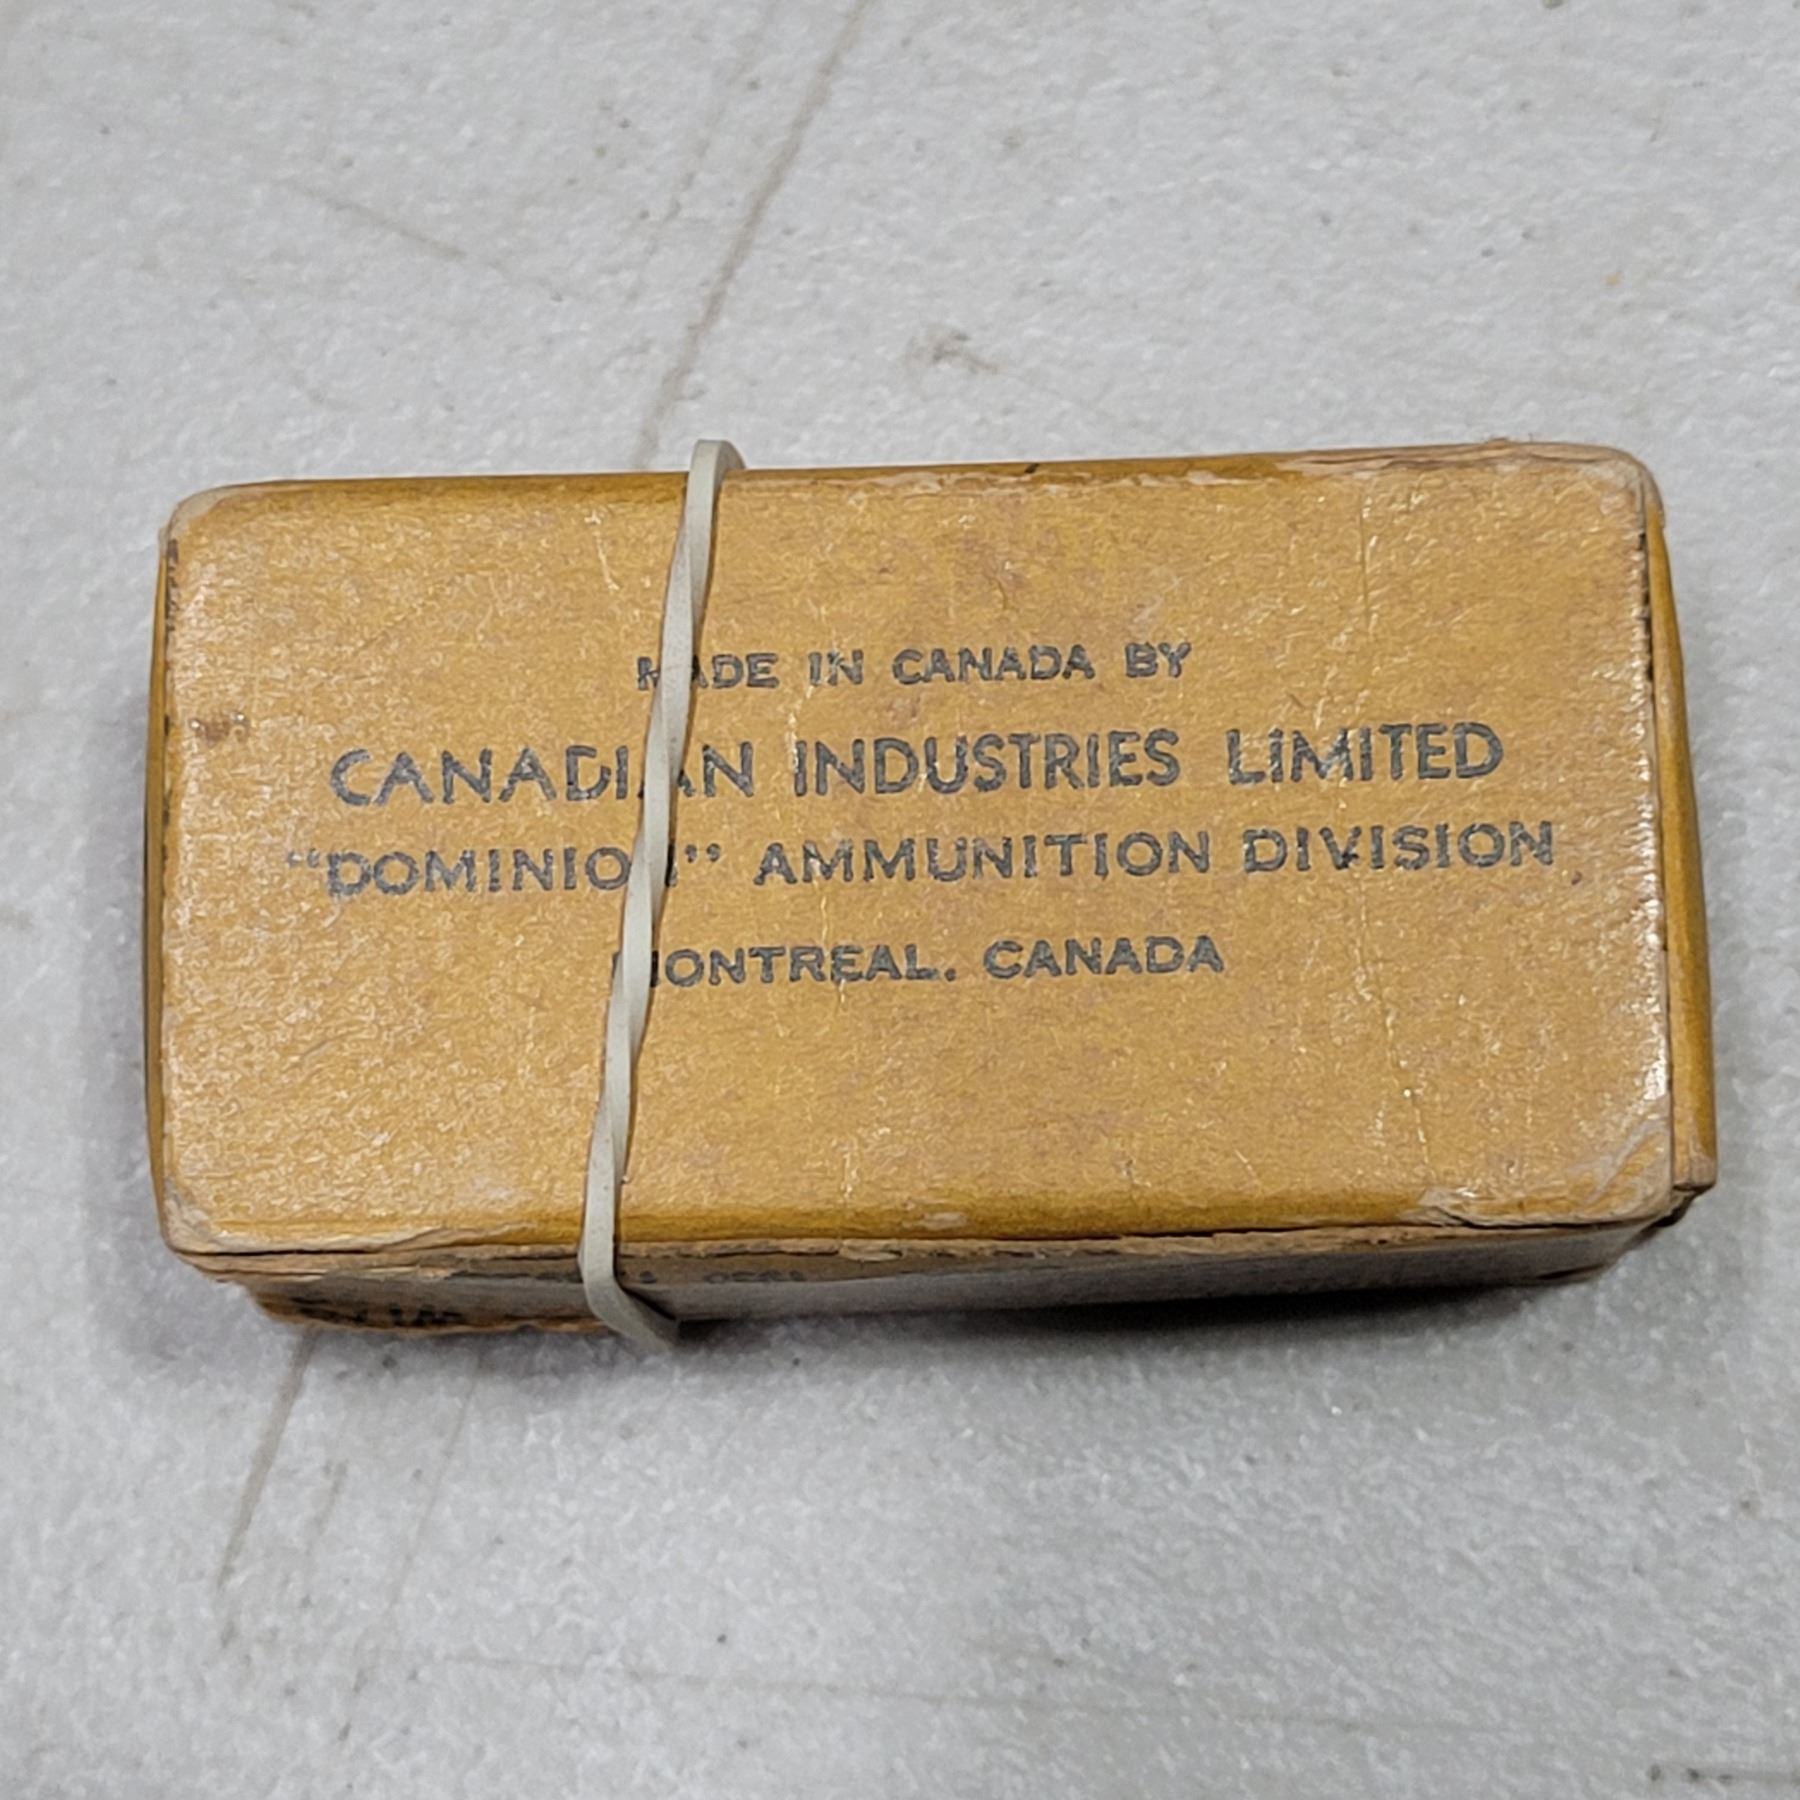 MADE IN CANADA BY
CANADIAN INDUSTRIES LIMITED
"DOMINION" AMMUNITION DIVISION
MONTREAL. CANADA